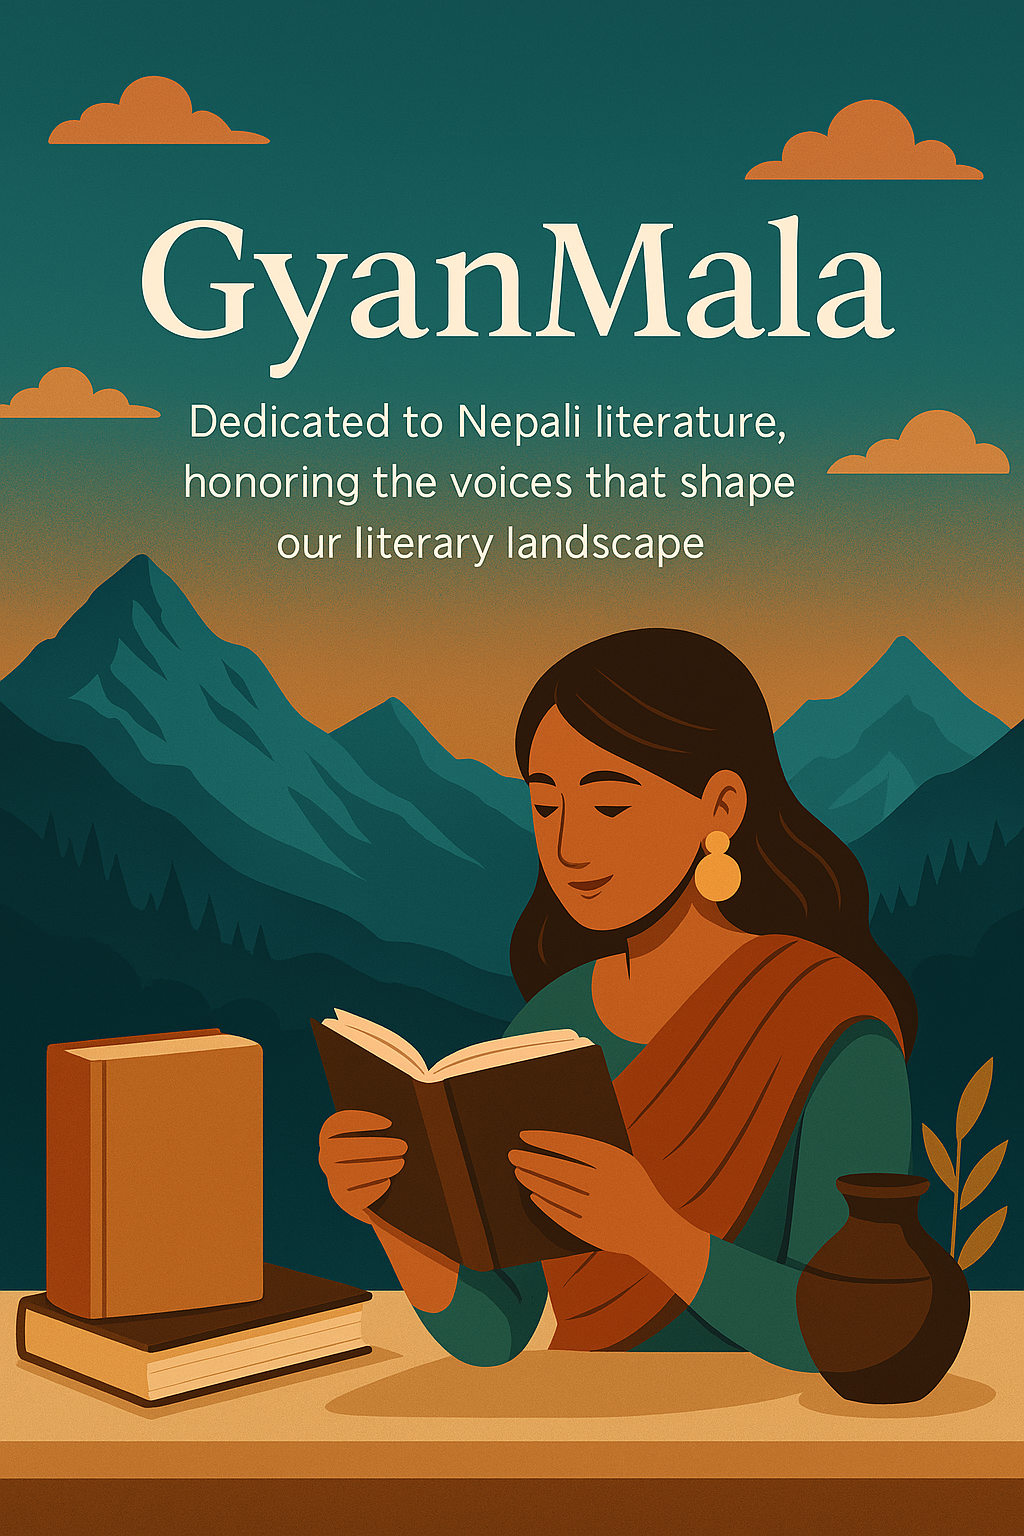 GyanMala
Dedicated to Nepali literature,
honoring the voices that shape
our literary landscape